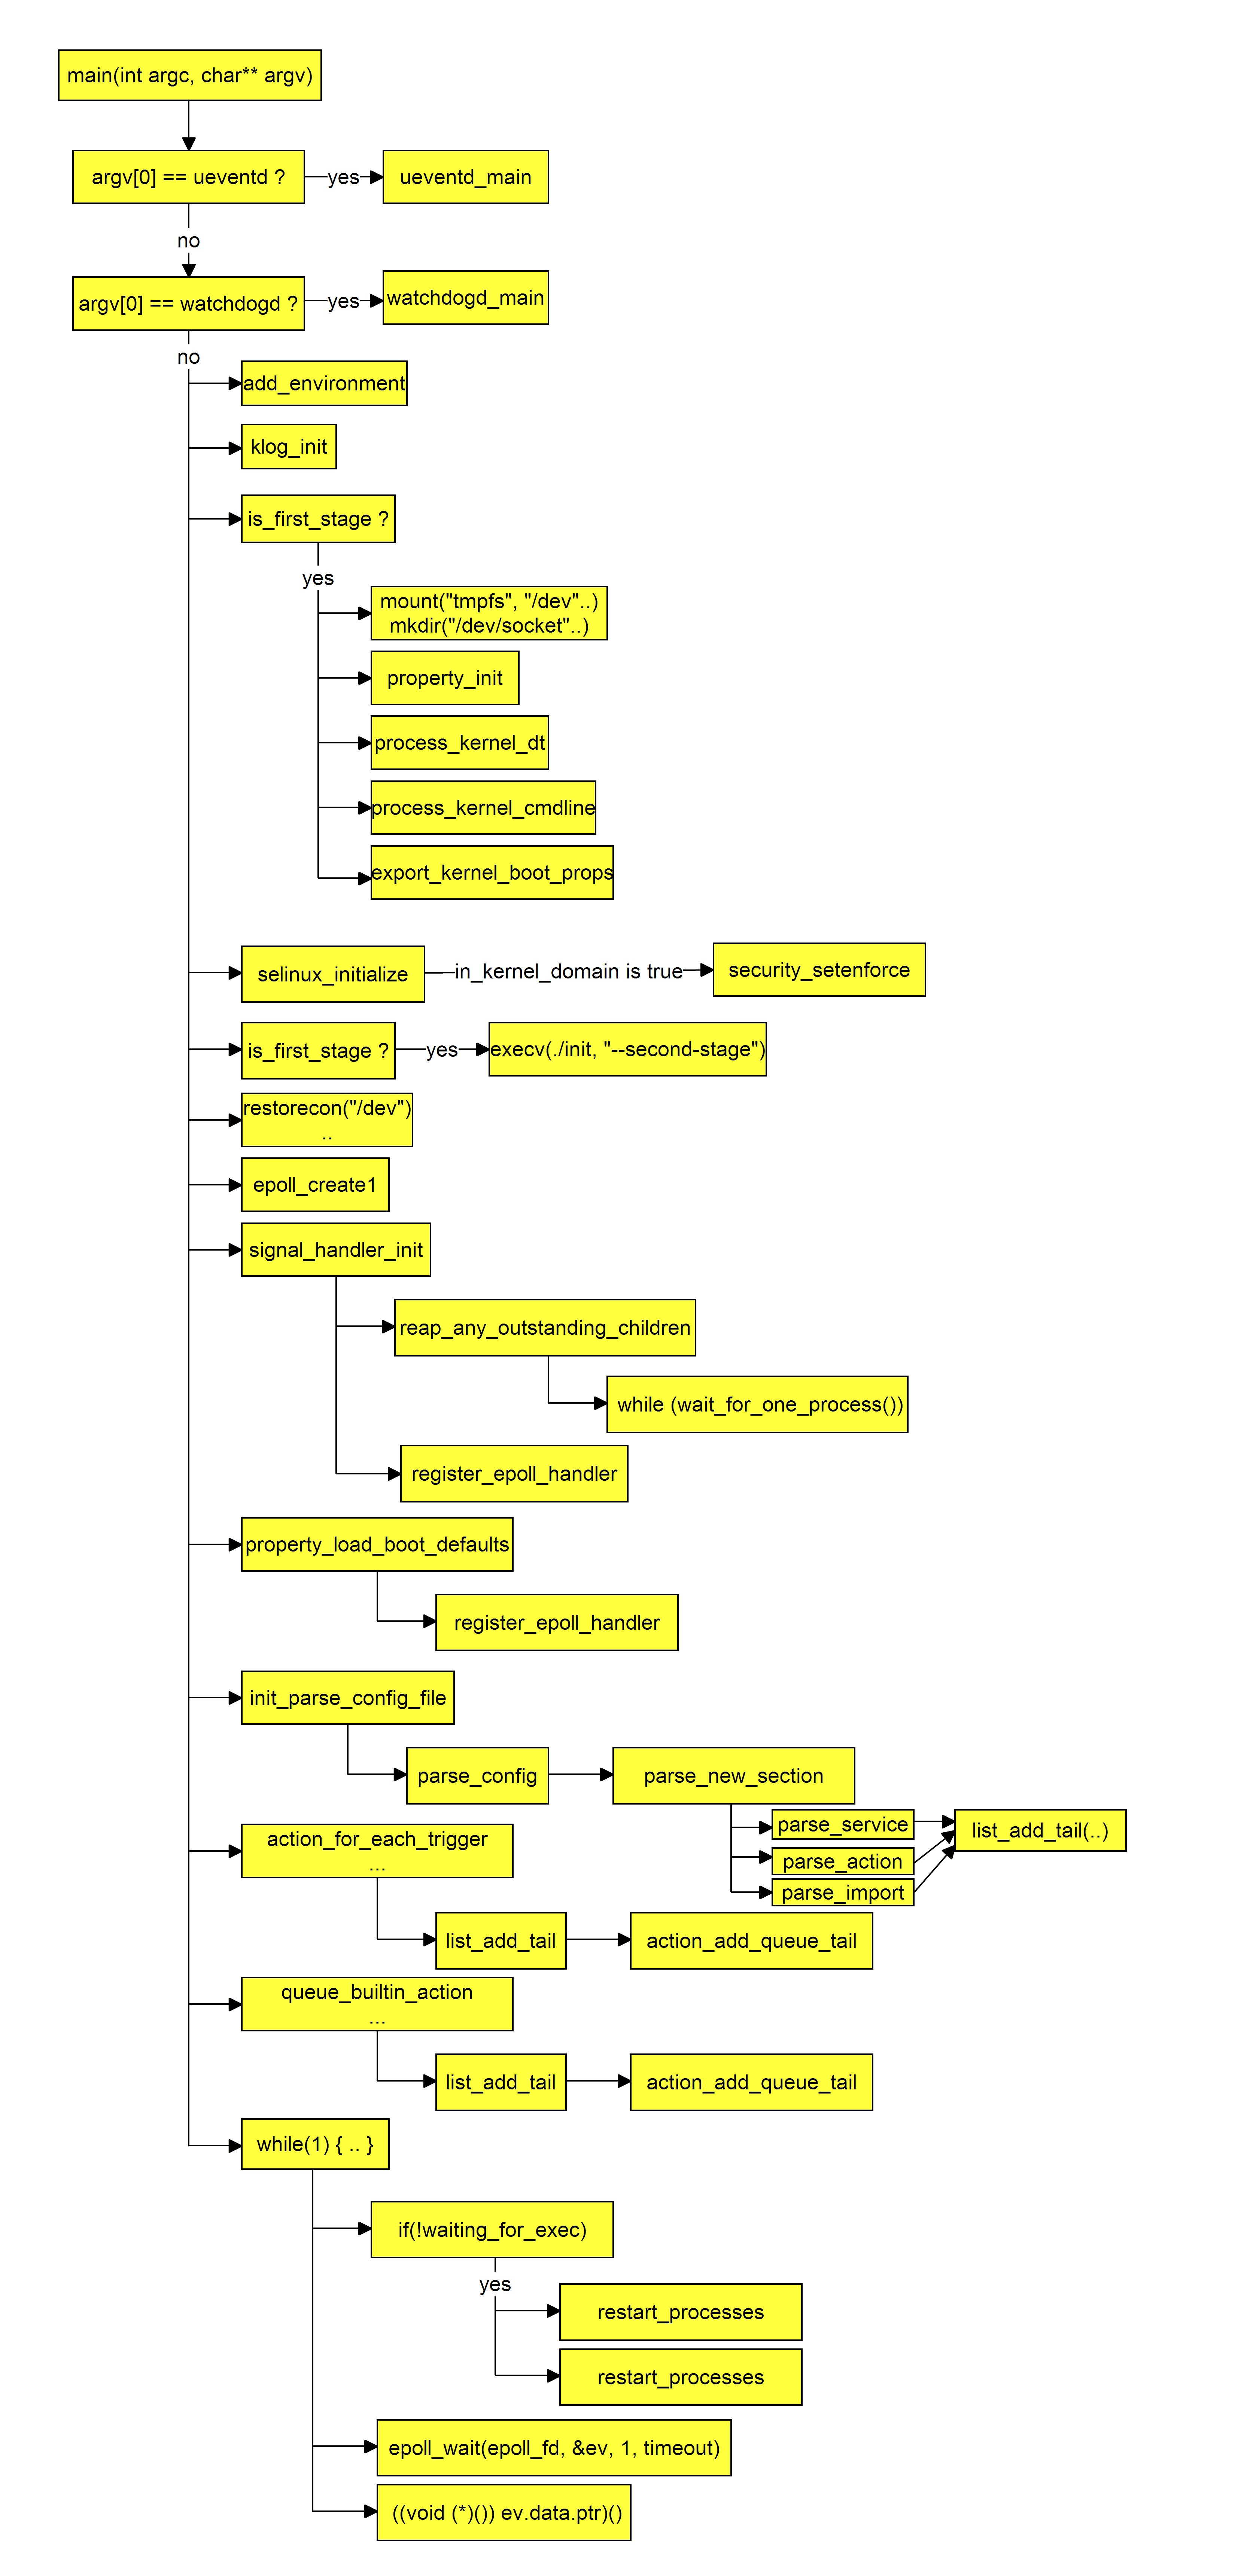 main(int argc, char** argv)
argv[0] == ueventd ?
yes
ueventd_main
no
argv[0] == watchdogd ?
yes
watchdogd_main
no
add_environment
klog_init
is_first_stage ?
yes
mount("tmpfs", "/dev"..)
mkdir("/dev/socket"..)
property_init
process_kernel_dt
process_kernel_cmdline
export_kernel_boot_props
selinux_initialize
in_kernel_domain is true
security_setenforce
is_first_stage ?
yes
execv(./init, "--second-stage")
restorecon("/dev")
..
epoll_create1
signal_handler_init
reap_any_outstanding_children
while (wait_for_one_process())
register_epoll_handler
property_load_boot_defaults
register_epoll_handler
init_parse_config_file
parse_config
parse_new_section
parse_service
list_add_tail(..)
parse_action
parse_import
action_for_each_trigger
...
list_add_tail
action_add_queue_tail
queue_builtin_action
...
list_add_tail
action_add_queue_tail
while(1) { .. }
if(!waiting_for_exec)
yes
restart_processes
restart_processes
epoll_wait(epoll_fd, &ev, 1, timeout)
((void (*)()) ev.data.ptr)()